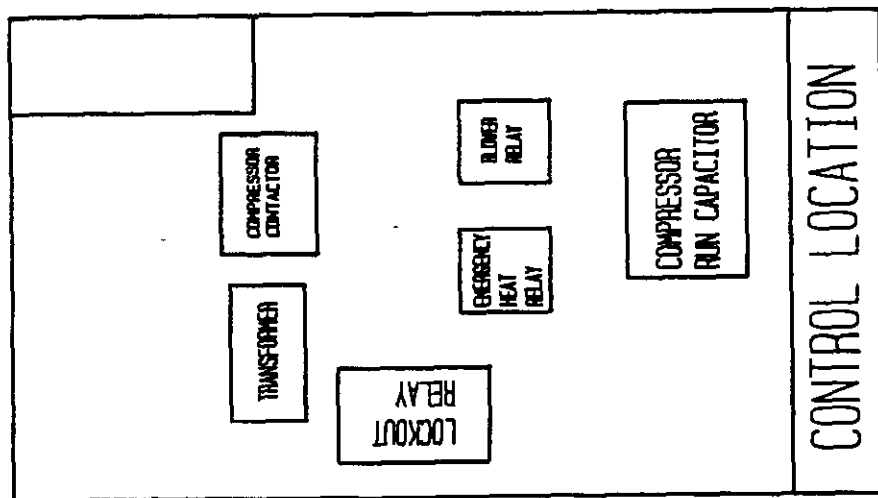 COMPRESSOR
CONTACTOR
BLOWER
RELAY
COMPRESSOR
RUN CAPACITOR
TRANSFORMER
EMERGENCY
HEAT
RELAY
LOCKOUT
RELAY
CONTROL LOCATION